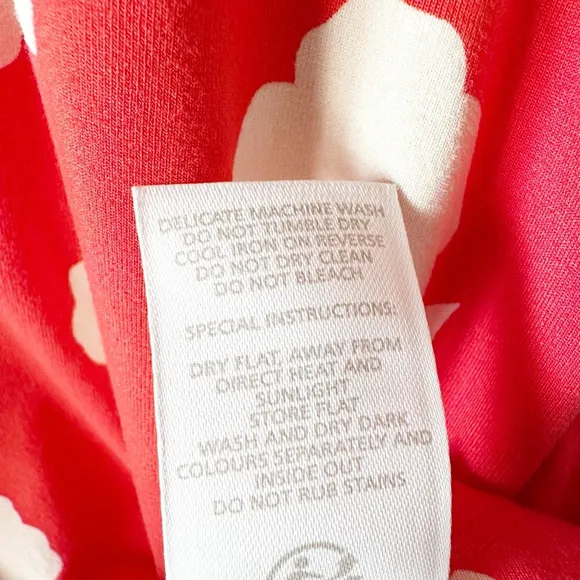 DELICATE MACHINE WASH
DO NOT TUMBLE DRY
COOL IRON ON REVERSE
DO NOT DRY CLEAN
DO NOT BLEACH
SPECIAL INSTRUCTIONS:
DRY FLAT, AWAY FROM
DIRECT HEAT AND
SUNLIGHT
STORE FLAT
WASH AND DRY DARK
COLOURS SEPARATELY AND
INSIDE OUT
DO NOT RUB STAINS